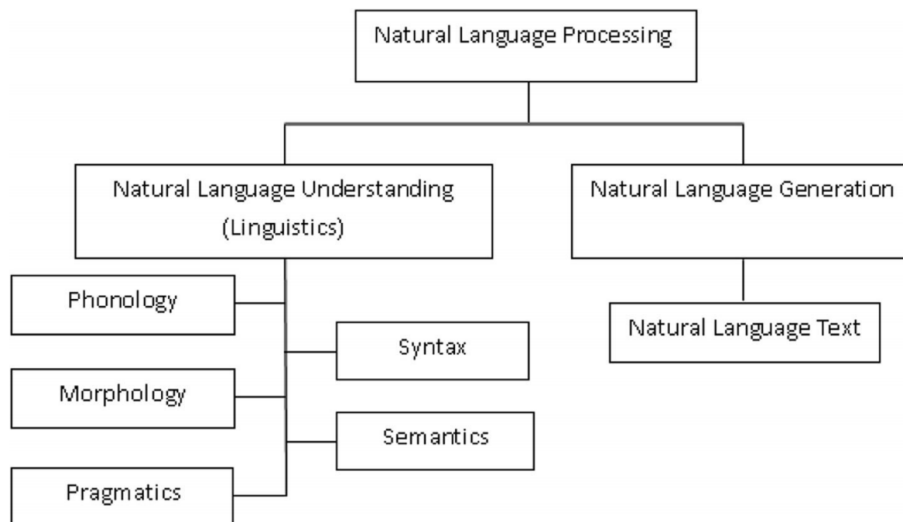 Natural Language Processing
Natural Language Understanding
(Linguistics)
Natural Language Generation
Phonology
Natural Language Text
Syntax
Morphology
Semantics
Pragmatics